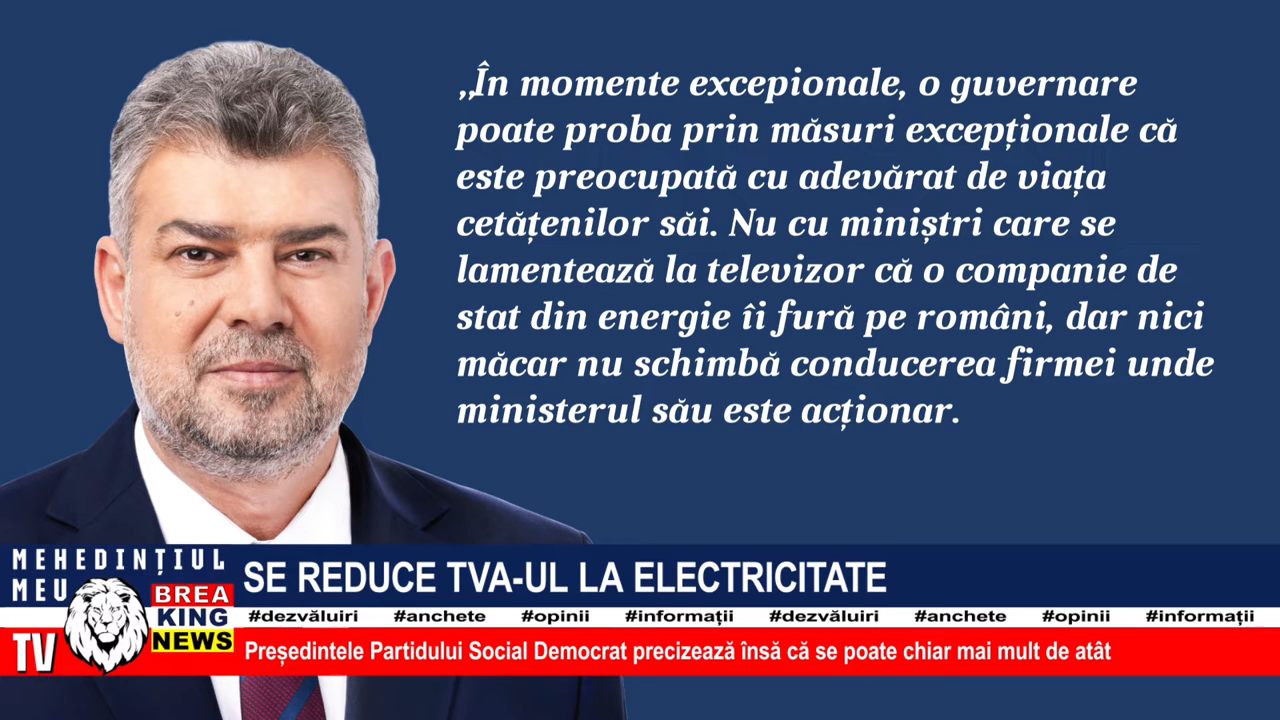 „În momente excepionale, o guvernare
poate proba prin măsuri excepționale că
este preocupată cu adevărat de viața
cetățenilor săi. Nu cu miniștri care se
lamentează la televizor că o companie de
stat din energie îi fură pe români, dar nici
măcar nu schimbă conducerea firmei unde
ministerul său este acționar.
MEHEDINȚIUL
MEU
TV
BREA
KING
NEWS
SE REDUCE TVA-UL LA ELECTRICITATE
#dezvăluiri #anchete #opinii #informații #dezvăluiri #anchete #opinii #informații
Președintele Partidului Social Democrat precizează însă că se poate chiar mai mult de atât